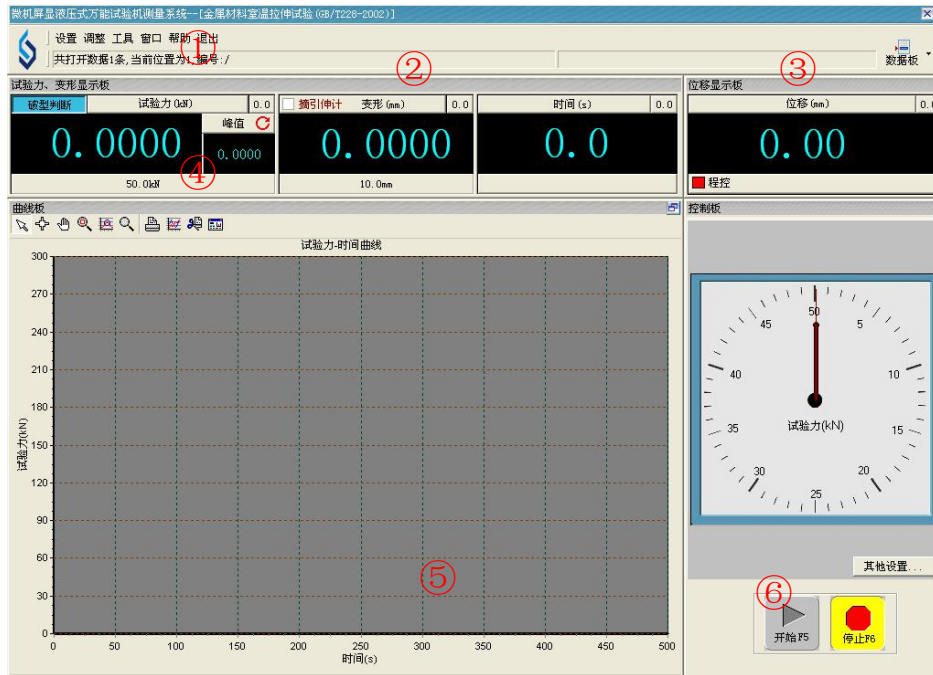 微机屏显液压式万能试验机测量系统--[金属材料室温拉伸试验(GB/T228-2002)]
设置 调整 工具 窗口 帮助 退出
①
共打开数据1条,当前位置为1,编号:/
②
③
数据板
试验力、变形显示板
位移显示板
破型判断 试验力(kN) 0.0
摘引伸计 变形(mm) 0.0
时间(s) 0.0
位移(mm) 0.0
0.0000
峰值
0.0000
0.0000
0.0
0.00
④
50.0kN
10.0mm
程控
曲线板
控制板
试验力-时间曲线
300
270
240
210
180
150
120
90
60
30
0
试验力(kN)
0 50 100 150 200 250 300 350 400 450 500
时间(s)
⑤
50
5
10
15
20
25
30
35
40
45
试验力(kN)
其他设置...
⑥
开始F5
停止F6